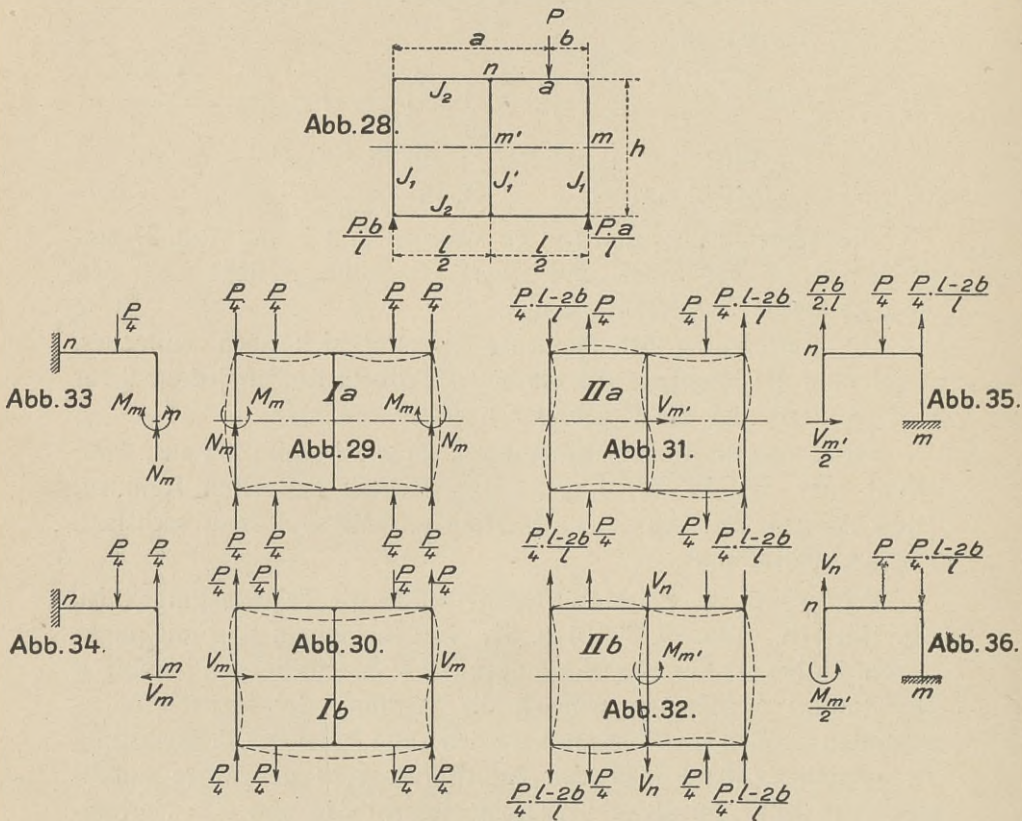 P
a b
n
J₂ a
Abb. 28. m' m h
J₁ J₁' J₁
J₂
P.b/l P.a/l
l/2 l/2
P/4 P/4 P/4 P/4 P/4 P/4·l-2b/l P/4 P/4 P/4·l-2b/l P.b/2.l P/4 P/4·l-2b/l
n n
Abb. 33 Mm m Mm Ia Mm IIa Vm' Abb. 35.
Nm Nm Abb. 29. Nm Abb. 31. Vm'/2 m
P/4 P/4 P/4 P/4 P/4·l-2b/l P/4 P/4 P/4·l-2b/l
P/4 P/4 P/4 P/4 P/4 P/4 Vn P/4 P/4·l-2b/l
n Vn n
Abb. 34. m Abb. 30. IIb Mm' Abb. 36.
Vm Vm Vm Abb. 32. Mm'/2 m
Ib
P/4 P/4 P/4 P/4 P/4·l-2b/l P/4 Vn P/4 P/4·l-2b/l